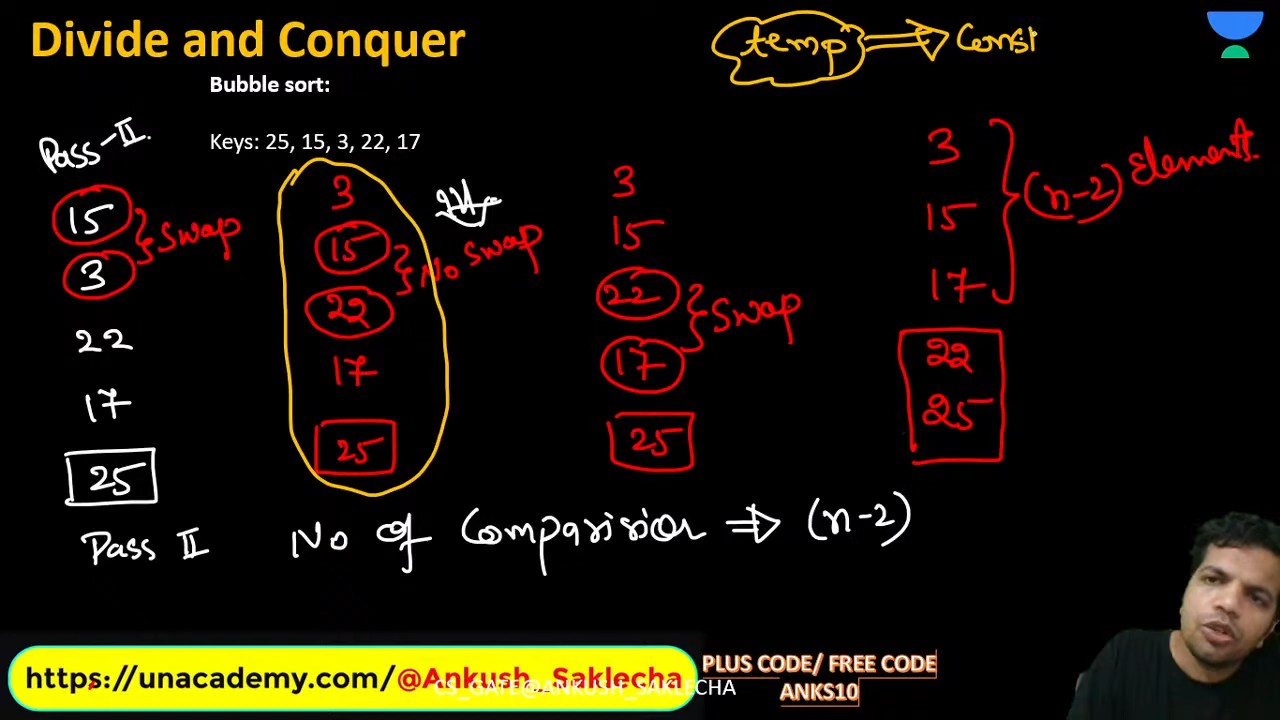 Divide and Conquer
temp ⇒ Const
Bubble sort:
Keys: 25, 15, 3, 22, 17
Pass-II.
15
3
22
17
25
} Swap
3
15
22
17
25
} No Swap
3
15
22
17
25
} Swap
3
15
17
} (n-2) Element
22
25
Pass II No of Comparision ⇒ (n-2)
https://unacademy.com/@Ankush_Saklecha
CS_GATE@ANKUSH_SAKLECHA
PLUS CODE/ FREE CODE
ANKS10